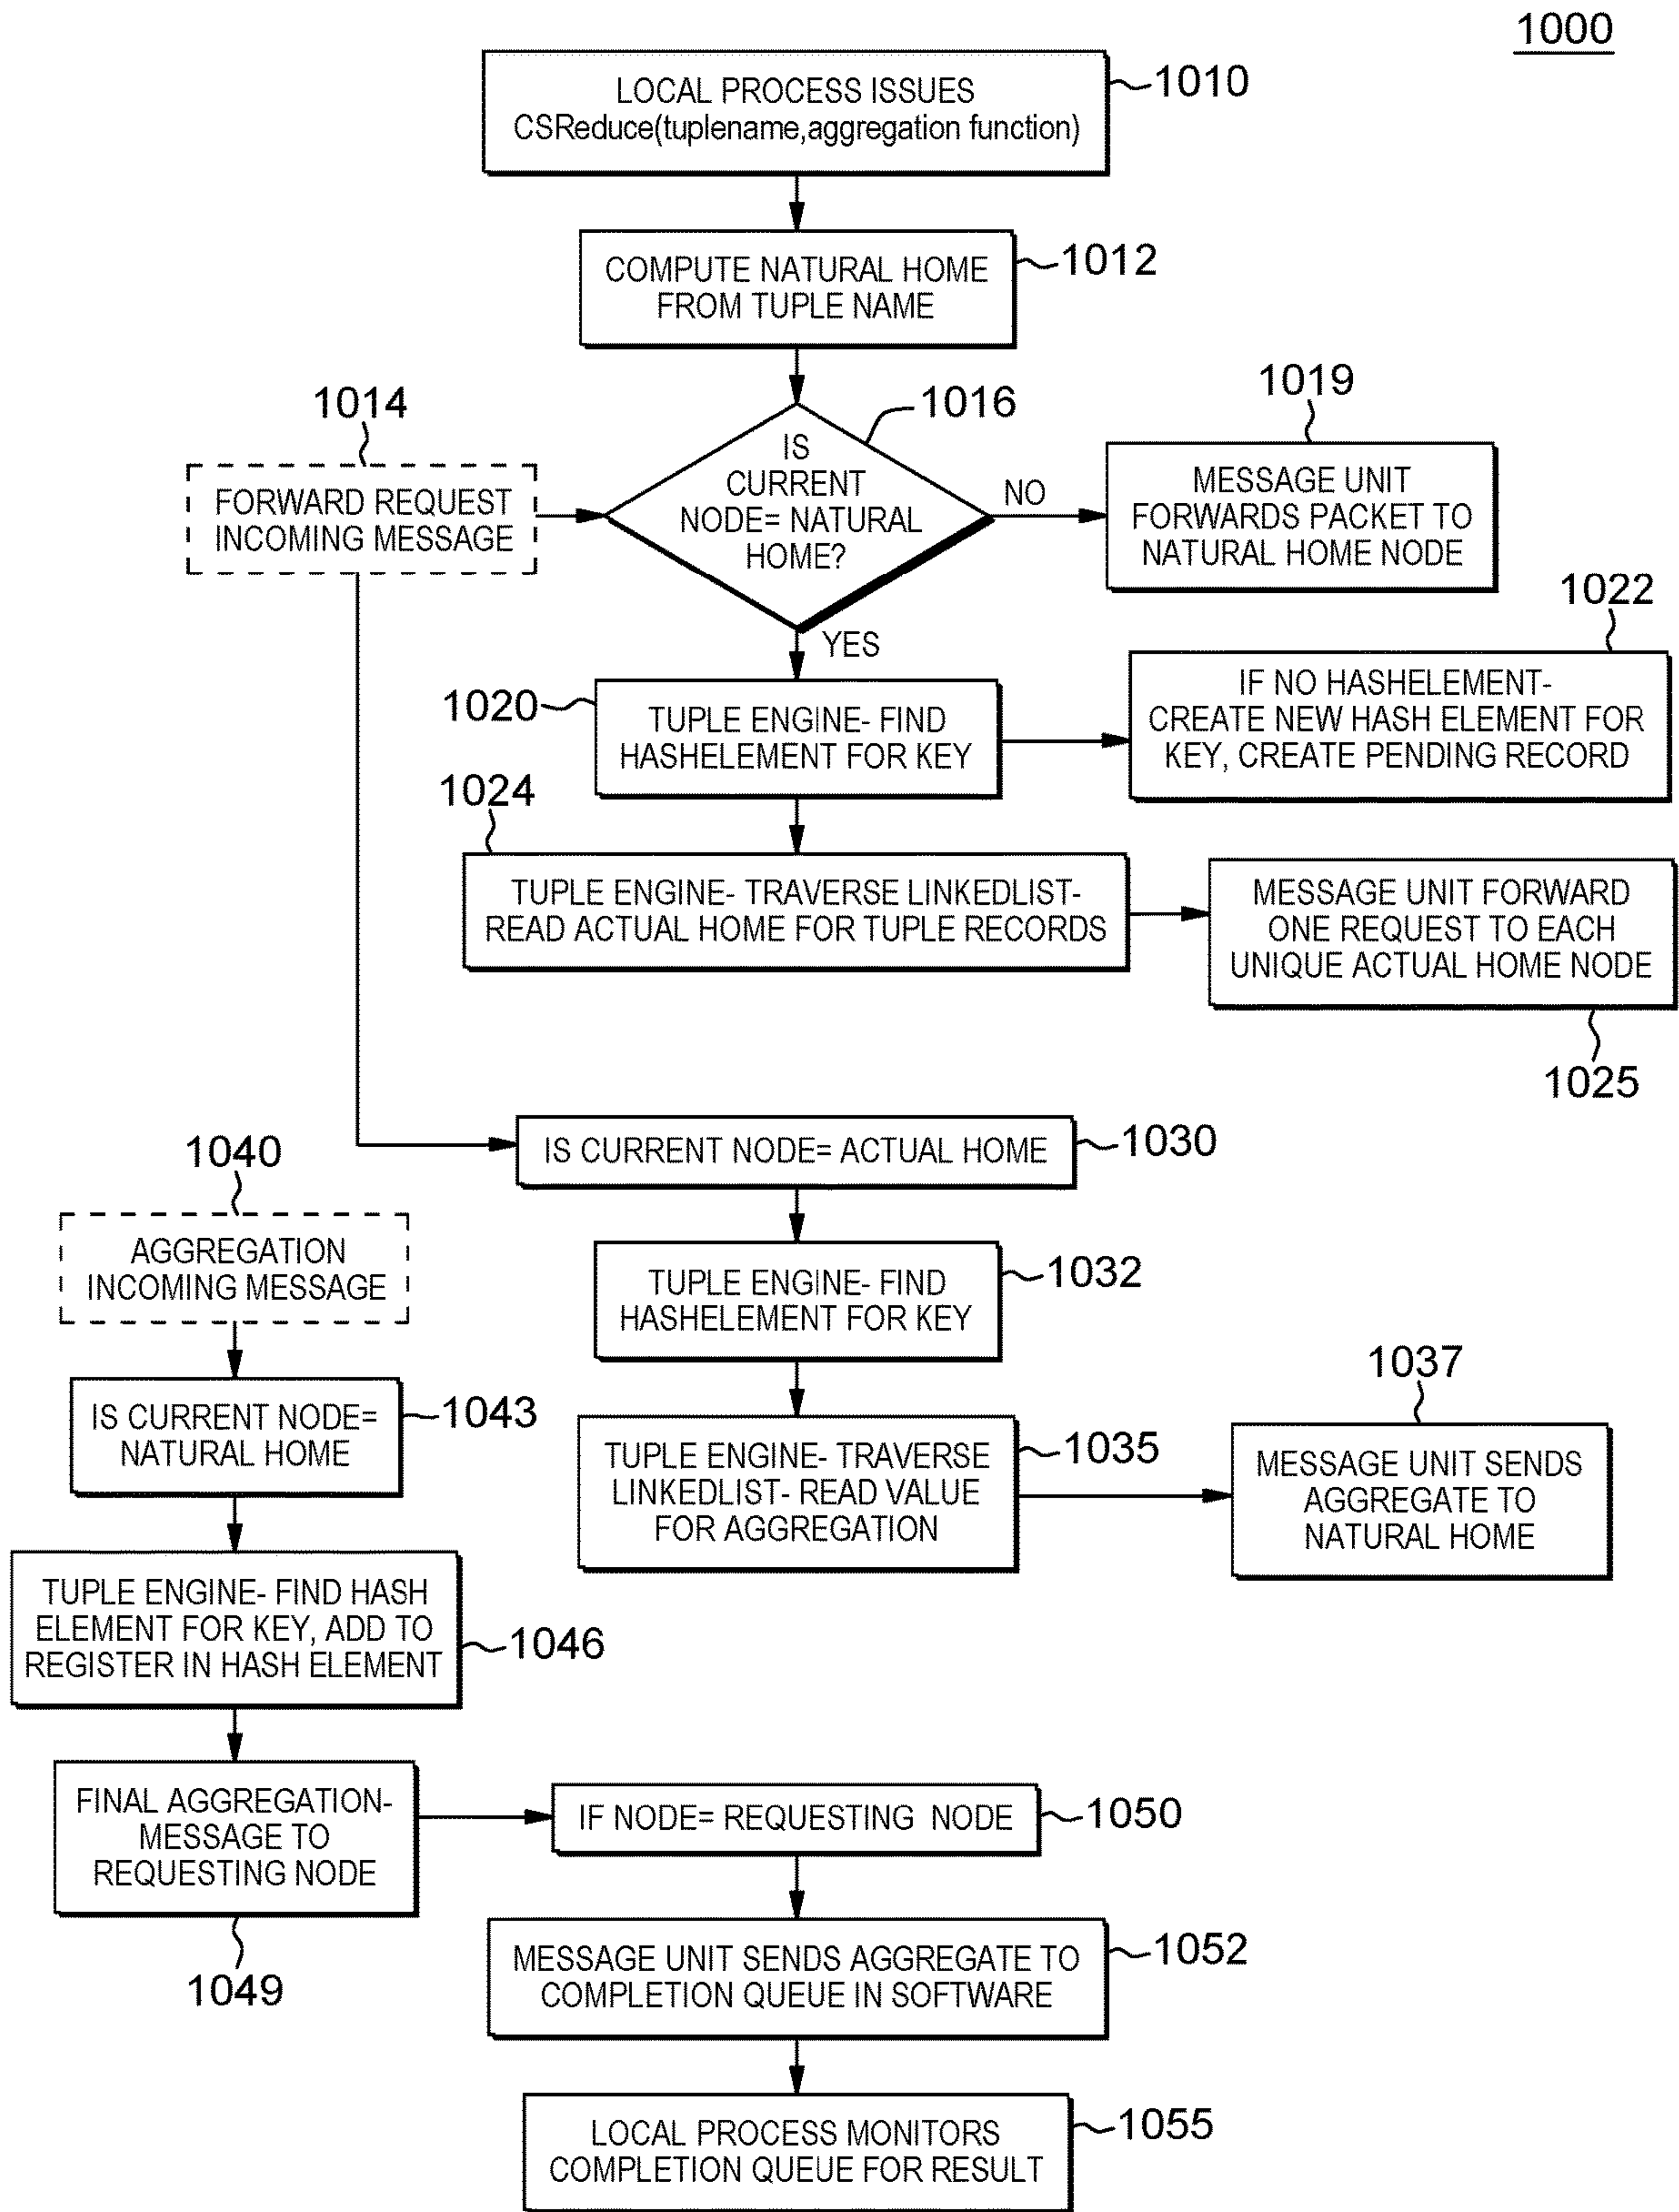 1000
LOCAL PROCESS ISSUES
CSReduce(tuplename,aggregation function)
1010
COMPUTE NATURAL HOME
FROM TUPLE NAME
1012
1014
FORWARD REQUEST
INCOMING MESSAGE
IS
CURRENT
NODE= NATURAL
HOME?
1016
NO
1019
MESSAGE UNIT
FORWARDS PACKET TO
NATURAL HOME NODE
YES
1020
TUPLE ENGINE- FIND
HASHELEMENT FOR KEY
1022
IF NO HASHELEMENT-
CREATE NEW HASH ELEMENT FOR
KEY, CREATE PENDING RECORD
1024
TUPLE ENGINE- TRAVERSE LINKEDLIST-
READ ACTUAL HOME FOR TUPLE RECORDS
MESSAGE UNIT FORWARD
ONE REQUEST TO EACH
UNIQUE ACTUAL HOME NODE
1025
IS CURRENT NODE= ACTUAL HOME
1030
1040
AGGREGATION
INCOMING MESSAGE
TUPLE ENGINE- FIND
HASHELEMENT FOR KEY
1032
IS CURRENT NODE=
NATURAL HOME
1043
TUPLE ENGINE- TRAVERSE
LINKEDLIST- READ VALUE
FOR AGGREGATION
1035
1037
MESSAGE UNIT SENDS
AGGREGATE TO
NATURAL HOME
TUPLE ENGINE- FIND HASH
ELEMENT FOR KEY, ADD TO
REGISTER IN HASH ELEMENT
1046
FINAL AGGREGATION-
MESSAGE TO
REQUESTING NODE
1049
IF NODE= REQUESTING NODE
1050
MESSAGE UNIT SENDS AGGREGATE TO
COMPLETION QUEUE IN SOFTWARE
1052
LOCAL PROCESS MONITORS
COMPLETION QUEUE FOR RESULT
1055